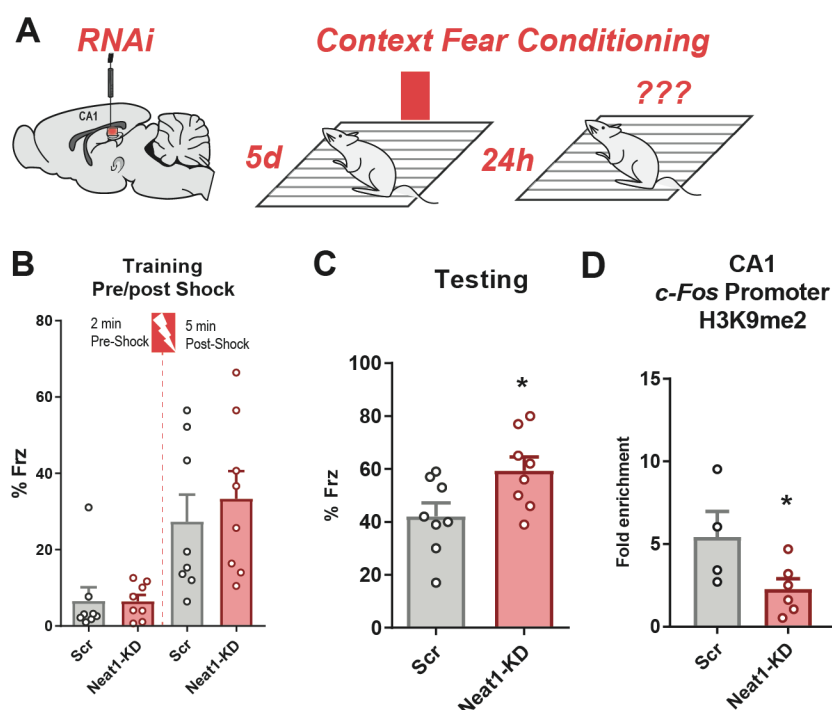 A
RNAi
Context Fear Conditioning
CA1
???
5d
24h
B
Training
Pre/post Shock
2 min
Pre-Shock
5 min
Post-Shock
80
60
40
20
0
% Frz
Scr
Neat1-KD
Scr
Neat1-KD
C
Testing
*
100
80
60
40
20
0
% Frz
Scr
Neat1-KD
D
CA1
c-Fos Promoter
H3K9me2
*
15
10
5
0
Fold enrichment
Scr
Neat1-KD